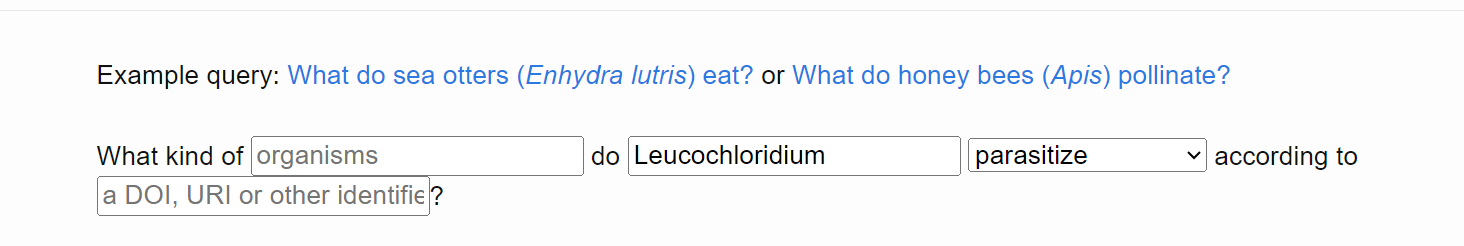 Example query: What do sea otters (Enhydra lutris) eat? or What do honey bees (Apis) pollinate?
What kind of organisms do Leucochloridium parasitize according to
a DOI, URI or other identifie?